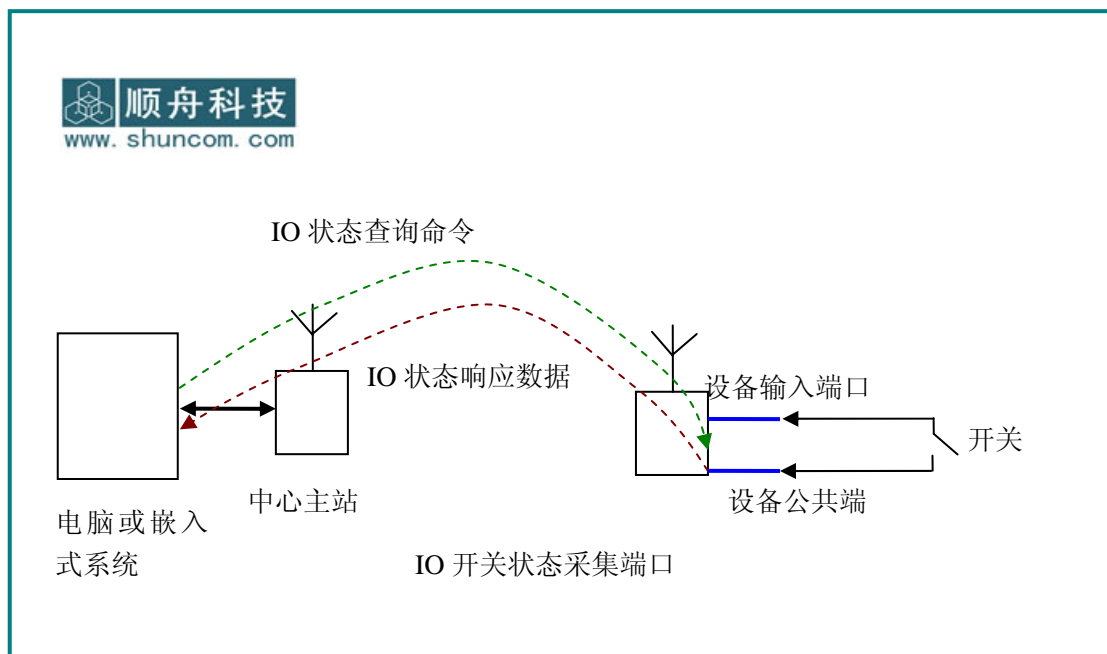 顺舟科技
www.shuncom.com
IO 状态查询命令
IO 状态响应数据
设备输入端口
开关
中心主站
设备公共端
电脑或嵌入
式系统
IO 开关状态采集端口